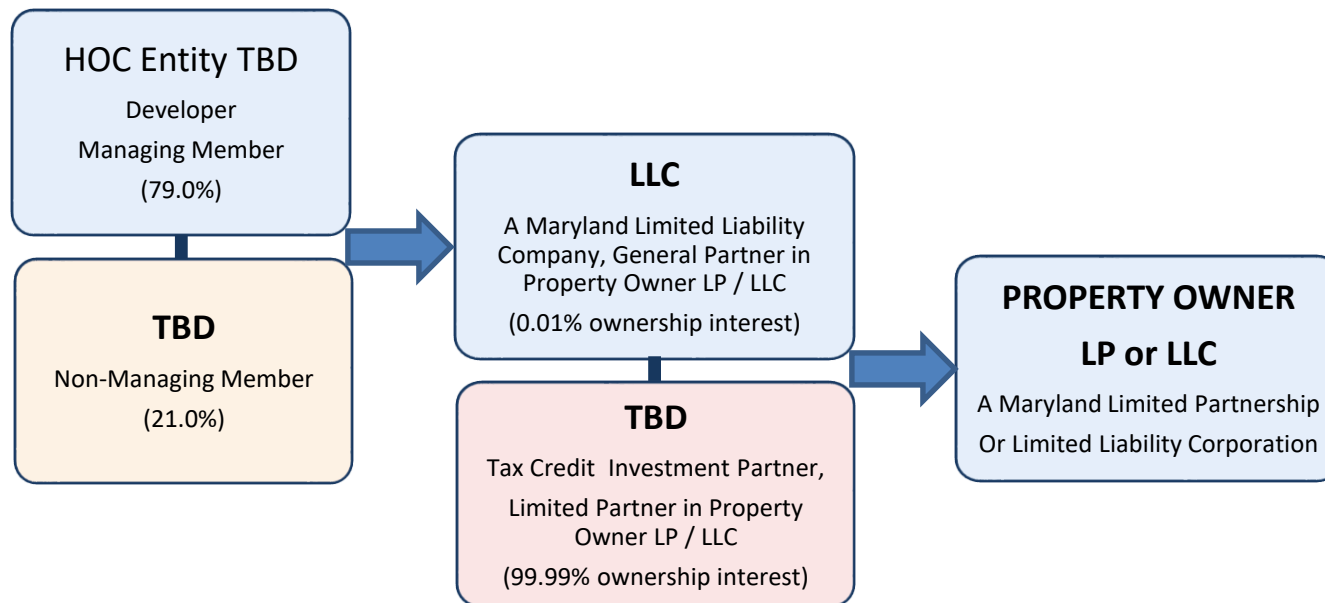 HOC Entity TBD
Developer
Managing Member
(79.0%)
TBD
Non-Managing Member
(21.0%)
LLC
A Maryland Limited Liability
Company, General Partner in
Property Owner LP / LLC
(0.01% ownership interest)
TBD
Tax Credit Investment Partner,
Limited Partner in Property
Owner LP / LLC
(99.99% ownership interest)
PROPERTY OWNER
LP or LLC
A Maryland Limited Partnership
Or Limited Liability Corporation